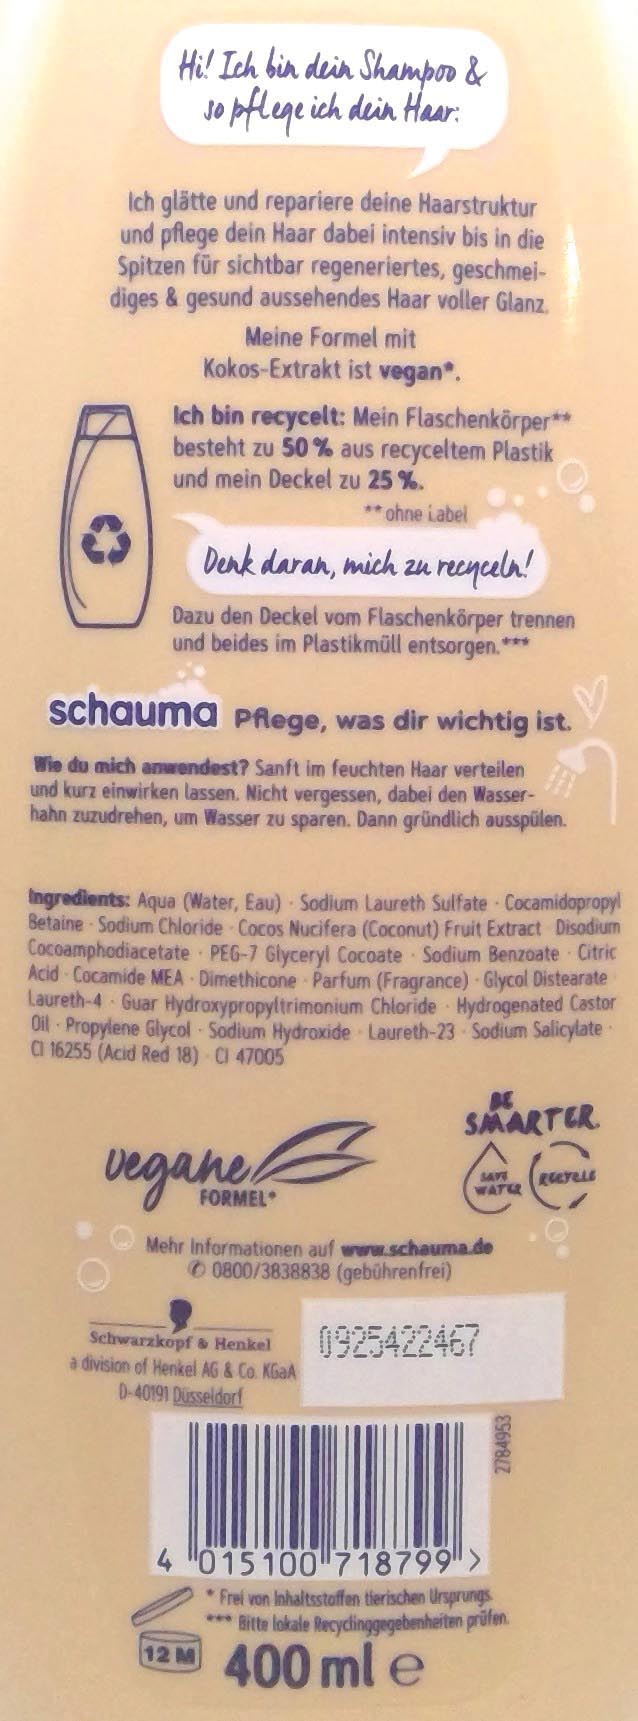 Hi! Ich bin dein Shampoo &
so pflege ich dein Haar:
Ich glätte und repariere deine Haarstruktur
und pflege dein Haar dabei intensiv bis in die
Spitzen für sichtbar regeneriertes, geschmei-
diges & gesund aussehendes Haar voller Glanz.
Meine Formel mit
Kokos-Extrakt ist vegan*.
Ich bin recycelt: Mein Flaschenkörper**
besteht zu 50 % aus recyceltem Plastik
und mein Deckel zu 25 %.
** ohne Label
Denk daran, mich zu recyceln!
Dazu den Deckel vom Flaschenkörper trennen
und beides im Plastikmüll entsorgen.***
schauma Pflege, was dir wichtig ist.
Wie du mich anwendest? Sanft im feuchten Haar verteilen
und kurz einwirken lassen. Nicht vergessen, dabei den Wasser-
hahn zuzudrehen, um Wasser zu sparen. Dann gründlich ausspülen.
Ingredients: Aqua (Water, Eau) · Sodium Laureth Sulfate · Cocamidopropyl
Betaine · Sodium Chloride · Cocos Nucifera (Coconut) Fruit Extract · Disodium
Cocoamphodiacetate · PEG-7 Glyceryl Cocoate · Sodium Benzoate · Citric
Acid · Cocamide MEA · Dimethicone · Parfum (Fragrance) · Glycol Distearate ·
Laureth-4 · Guar Hydroxypropyltrimonium Chloride · Hydrogenated Castor
Oil · Propylene Glycol · Sodium Hydroxide · Laureth-23 · Sodium Salicylate ·
CI 16255 (Acid Red 18) · CI 47005
vegane
FORMEL*
BE
SMARTER.
SAVE
WATER
RECYCLE
Mehr Informationen auf www.schauma.de
✆ 0800/3838838 (gebührenfrei)
Schwarzkopf & Henkel
a division of Henkel AG & Co. KGaA
D-40191 Düsseldorf
0925422467
2784953
4 015100 718799 >
* Frei von Inhaltsstoffen tierischen Ursprungs.
*** Bitte lokale Recyclinggegebenheiten prüfen.
12 M
400 ml e